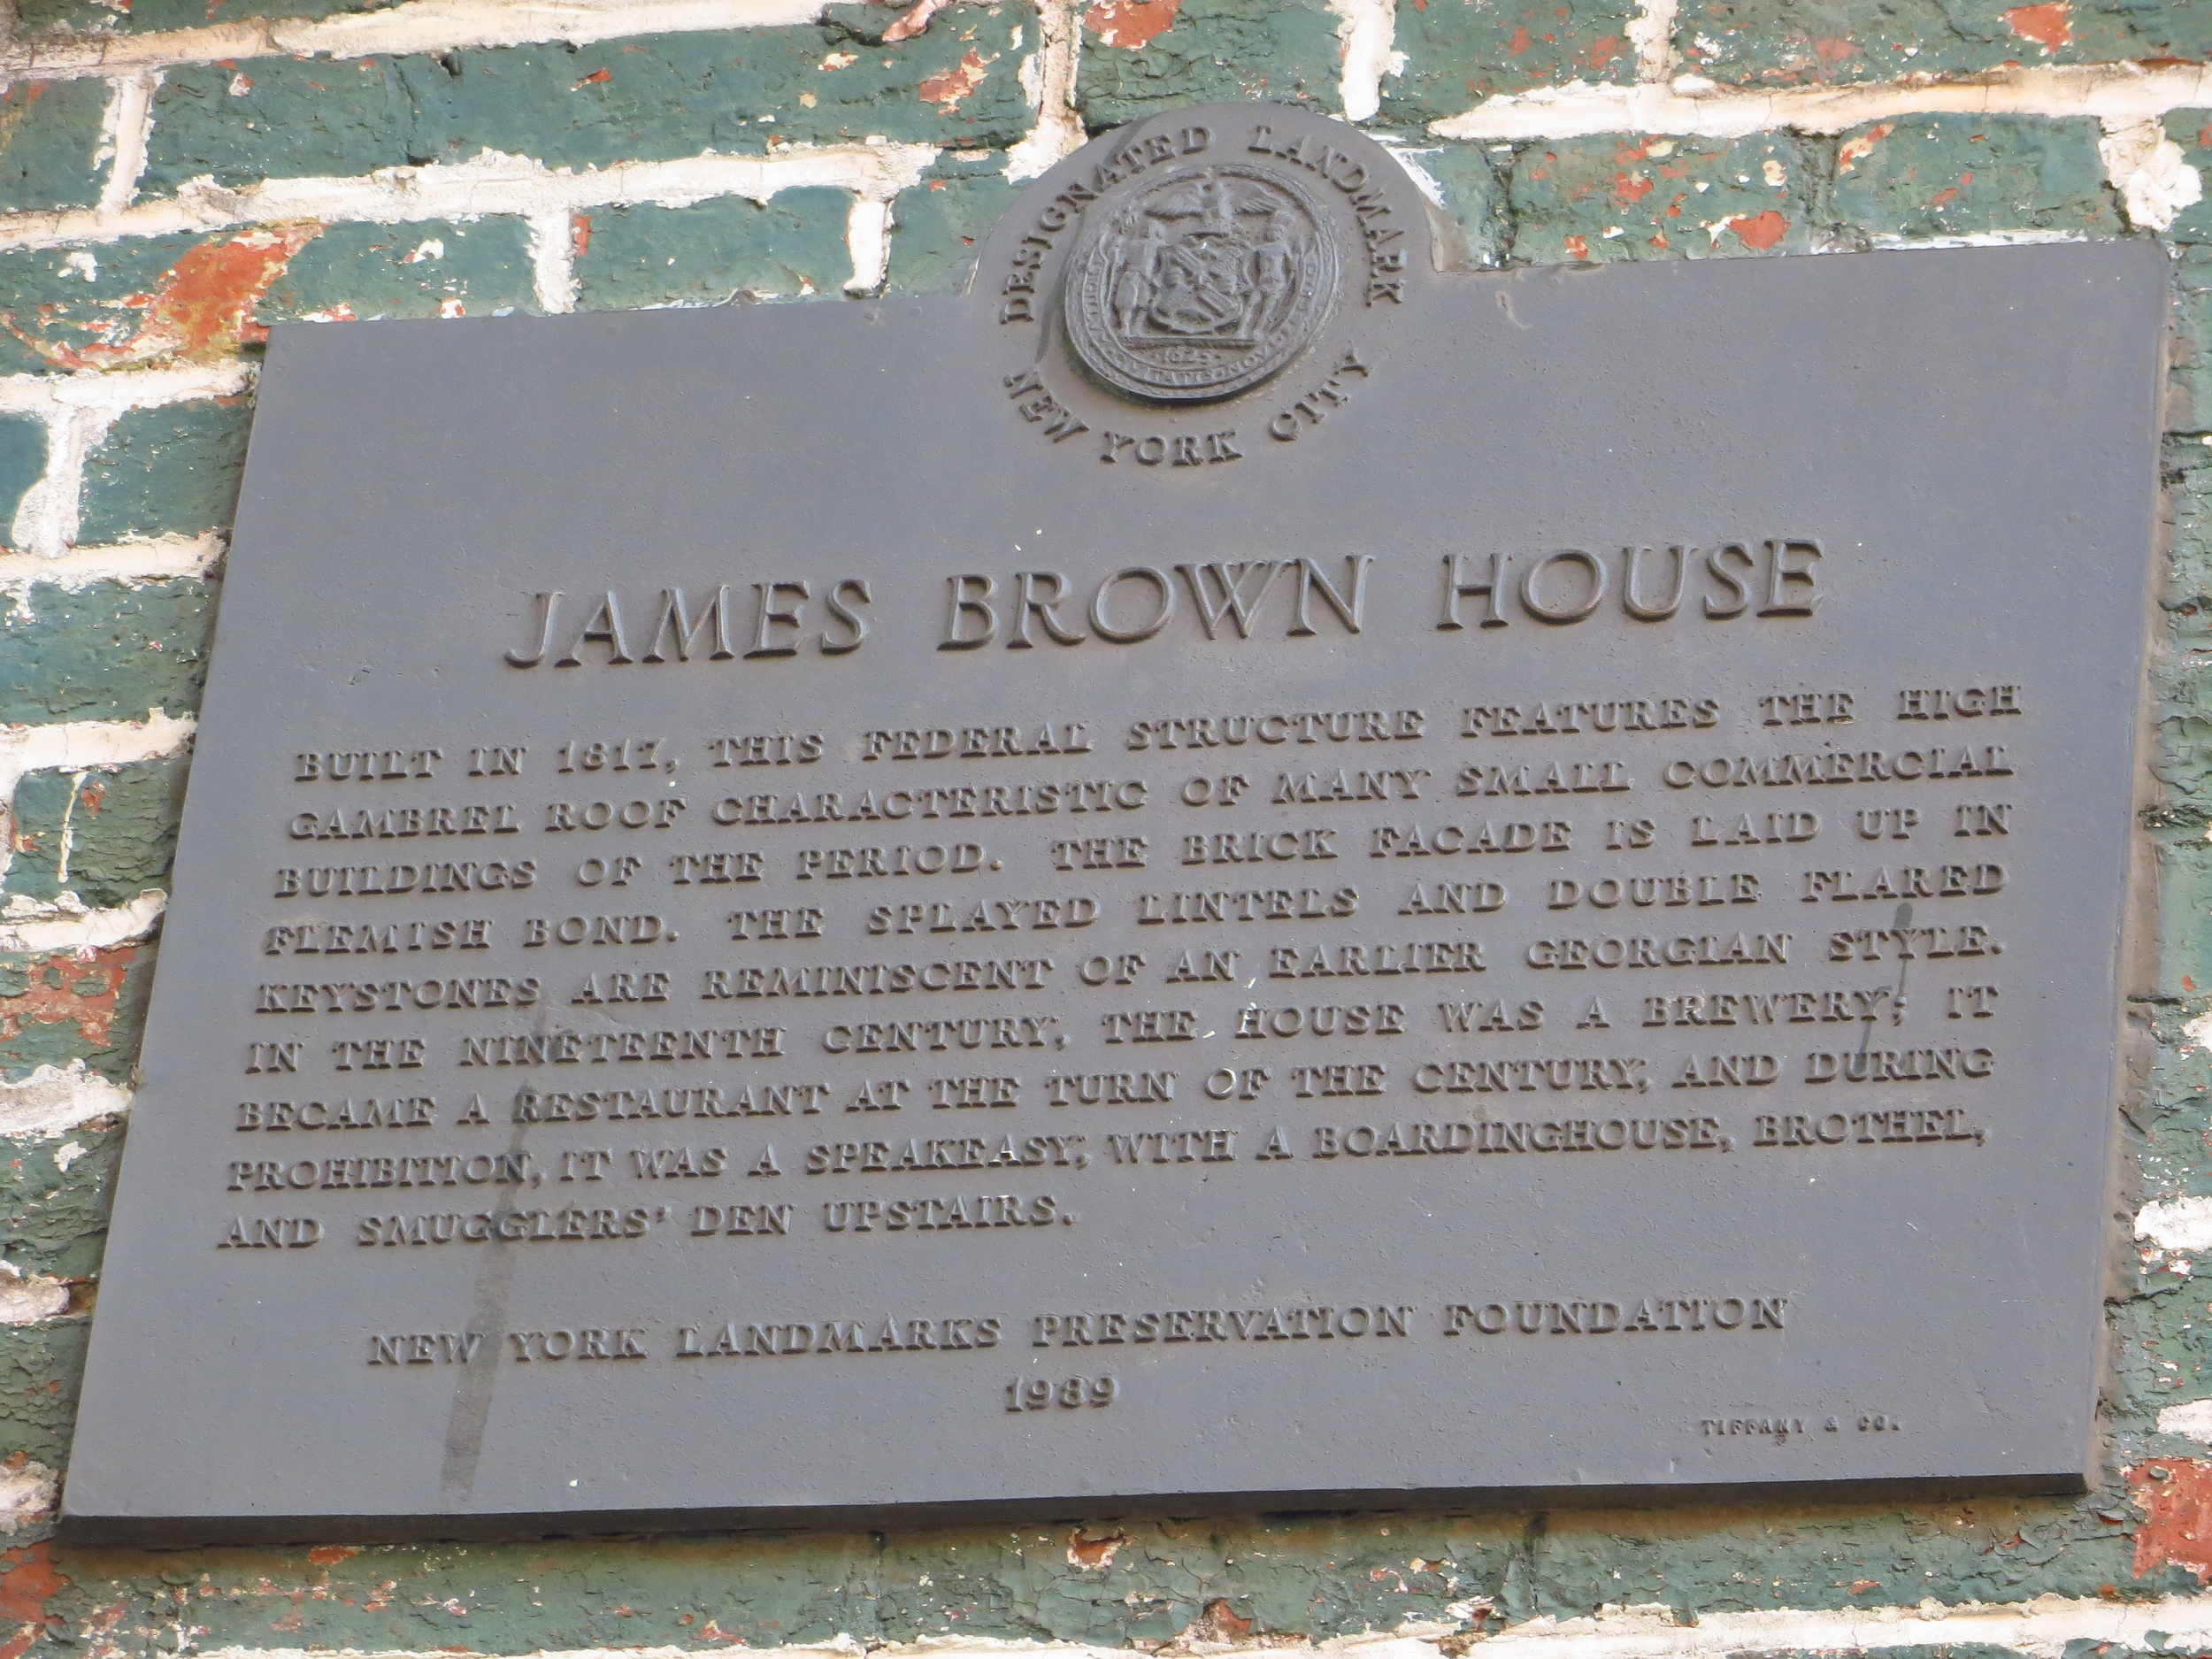 DESIGNATED LANDMARK
NEW YORK CITY
1625
JAMES BROWN HOUSE
BUILT IN 1817, THIS FEDERAL STRUCTURE FEATURES THE HIGH
GAMBREL ROOF CHARACTERISTIC OF MANY SMALL COMMERCIAL
BUILDINGS OF THE PERIOD. THE BRICK FACADE IS LAID UP IN
FLEMISH BOND. THE SPLAYED LINTELS AND DOUBLE FLARED
KEYSTONES ARE REMINISCENT OF AN EARLIER GEORGIAN STYLE.
IN THE NINETEENTH CENTURY, THE HOUSE WAS A BREWERY; IT
BECAME A RESTAURANT AT THE TURN OF THE CENTURY; AND DURING
PROHIBITION, IT WAS A SPEAKEASY, WITH A BOARDINGHOUSE, BROTHEL,
AND SMUGGLERS' DEN UPSTAIRS.
NEW YORK LANDMARKS PRESERVATION FOUNDATION
1989
TIFFANY & CO.